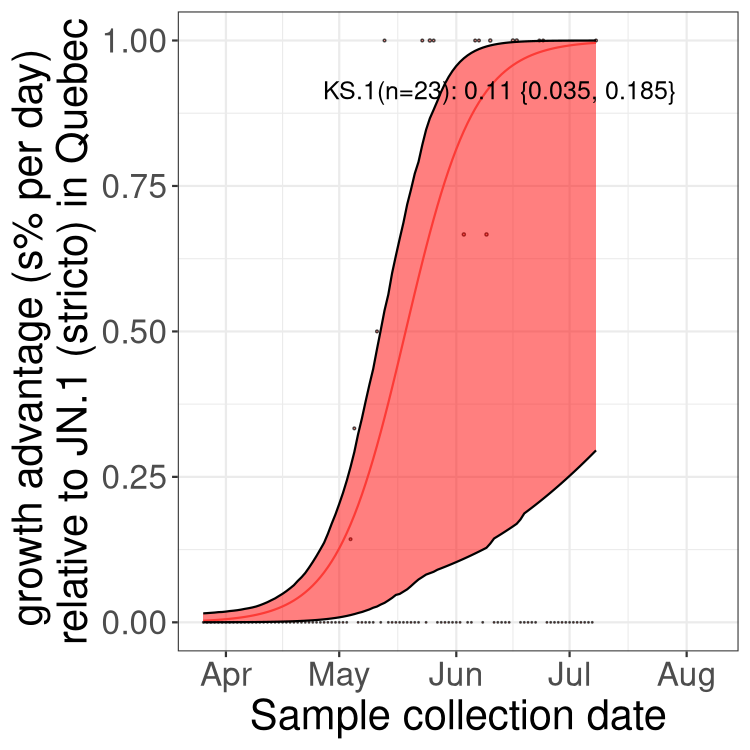 growth advantage (s% per day)
relative to JN.1 (stricto) in Quebec
1.00
0.75
0.50
0.25
0.00
KS.1(n=23): 0.11 {0.035, 0.185}
Apr May Jun Jul Aug
Sample collection date